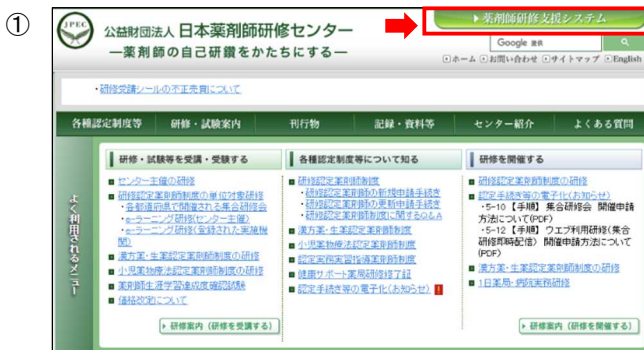 ①
JPEC
公益財団法人 日本薬剤師研修センター
―薬剤師の自己研鑽をかたちにする―
▶ 薬剤師研修支援システム
Google 提供
ホーム お問い合わせ サイトマップ English
・研修受講シールの不正売買について
各種認定制度等 研修・試験案内 刊行物 記録・資料等 センター紹介 よくある質問
よく利用されるメニュー
研修・試験等を受講・受験する
センター主催の研修
研修認定薬剤師制度の単位対象研修
・各都道府県で開催される集合研修会
・e-ラーニング研修(センター主催)
・e-ラーニング研修(登録された実施機
関)
漢方薬・生薬認定薬剤師制度の研修
小児薬物療法認定薬剤師制度の研修
薬剤師生涯学習達成度確認試験
価格改定について
▶ 研修案内（研修を受講する）
各種認定制度等について知る
研修認定薬剤師制度
・研修認定薬剤師の新規申請手続き
・研修認定薬剤師の更新申請手続き
・研修認定薬剤師制度に関するQ&A
漢方薬・生薬認定薬剤師制度
小児薬物療法認定薬剤師制度
認定実務実習指導薬剤師制度
健康サポート薬局研修修了証
認定手続き等の電子化(お知らせ) !
研修を開催する
研修認定薬剤師制度の研修
認定手続き等の電子化(お知らせ)
・5-10 【手順】 集合研修会 開催申請
方法について(PDF)
・5-12 【手順】 ウェブ利用研修(集合
研修即時配信) 開催申請方法について
(PDF)
漢方薬・生薬認定薬剤師制度の研修
1日薬局・病院実務研修
▶ 研修案内（研修を開催する）